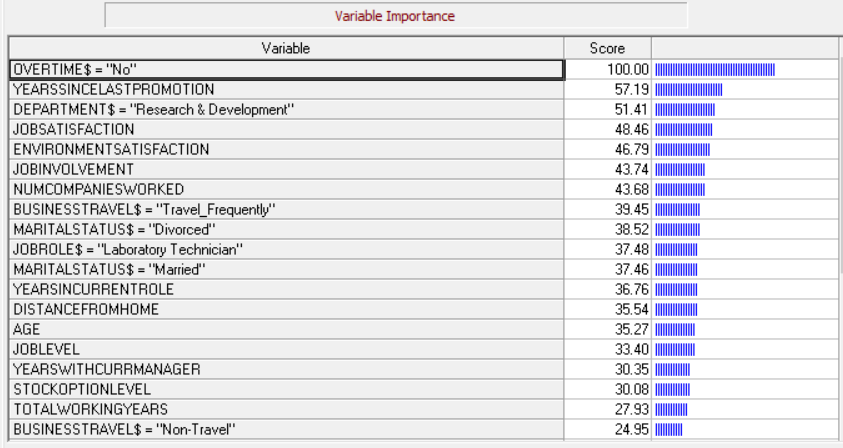 Variable Importance
Variable Score
OVERTIME$ = "No" 100.00
YEARSSINCELASTPROMOTION 57.19
DEPARTMENT$ = "Research & Development" 51.41
JOBSATISFACTION 48.46
ENVIRONMENTSATISFACTION 46.79
JOBINVOLVEMENT 43.74
NUMCOMPANIESWORKED 43.68
BUSINESSTRAVEL$ = "Travel_Frequently" 39.45
MARITALSTATUS$ = "Divorced" 38.52
JOBROLE$ = "Laboratory Technician" 37.48
MARITALSTATUS$ = "Married" 37.46
YEARSINCURRENTROLE 36.76
DISTANCEFROMHOME 35.54
AGE 35.27
JOBLEVEL 33.40
YEARSWITHCURRMANAGER 30.35
STOCKOPTIONLEVEL 30.08
TOTALWORKINGYEARS 27.93
BUSINESSTRAVEL$ = "Non-Travel" 24.95